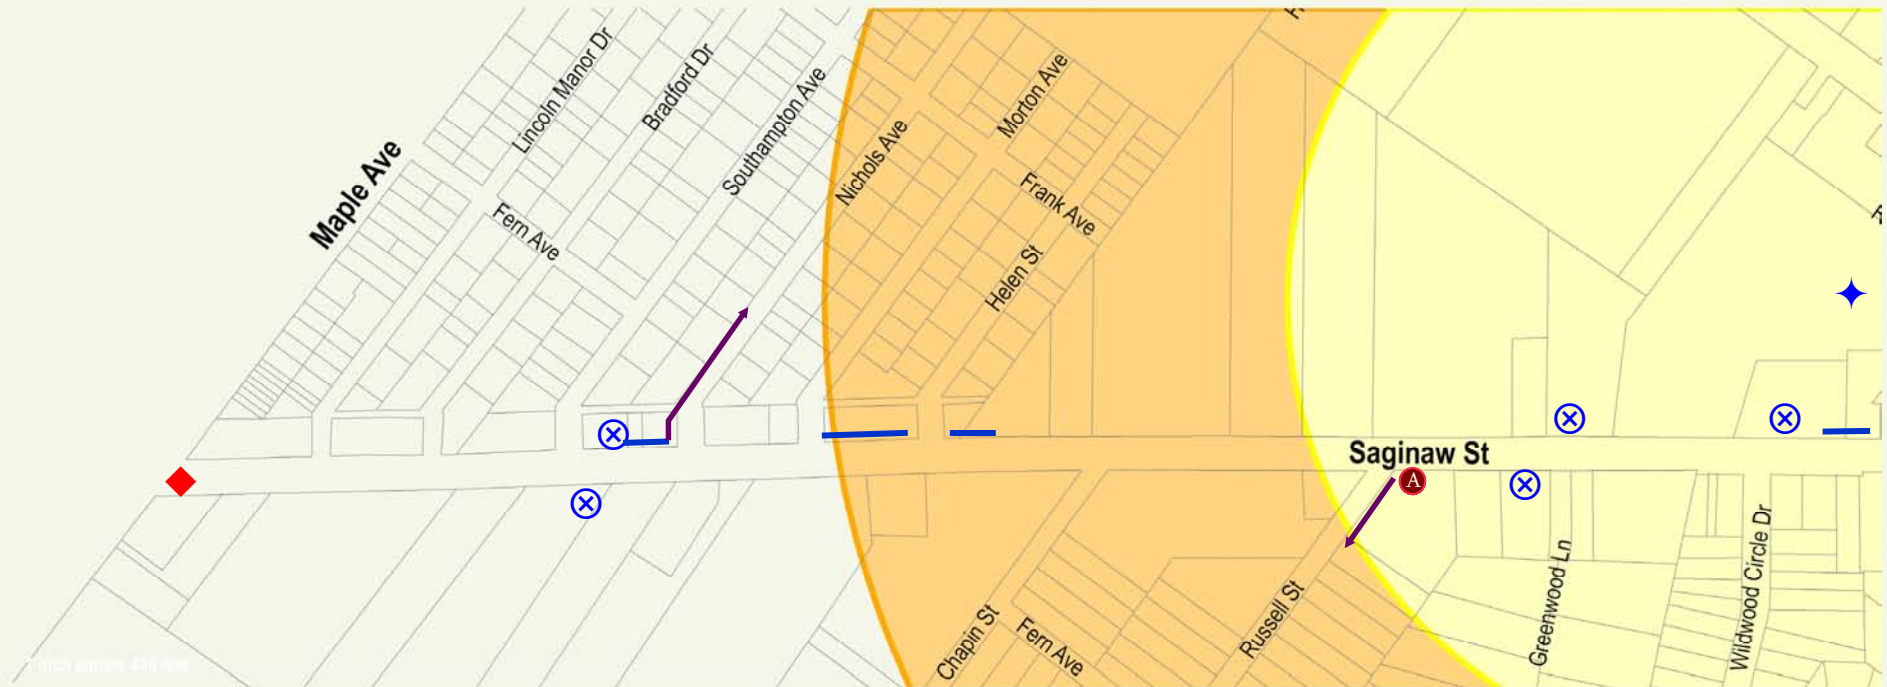 Lincoln Manor Dr
Bradford Dr
Southampton Ave
Morton Ave
Maple Ave
Nichols Ave
Fern Ave
Frank Ave
Helen St
Saginaw St
A
Greenwood Ln
Wildwood Circle Dr
Chapin St
Fern Ave
Russell St